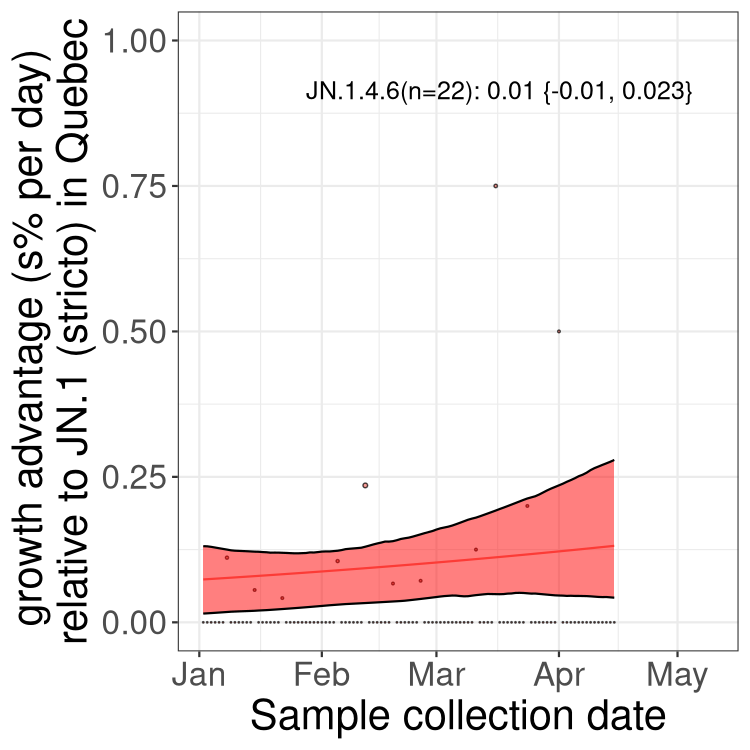 growth advantage (s% per day)
relative to JN.1 (stricto) in Quebec
1.00
0.75
0.50
0.25
0.00
JN.1.4.6(n=22): 0.01 {-0.01, 0.023}
Jan Feb Mar Apr May
Sample collection date